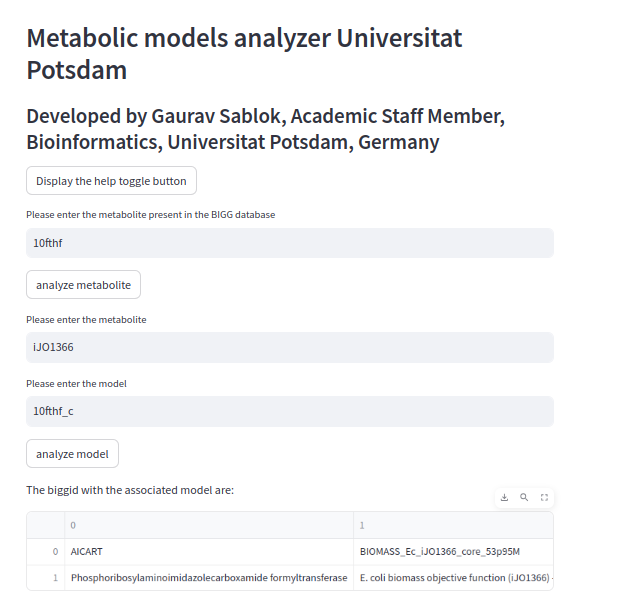 Metabolic models analyzer Universitat
Potsdam
Developed by Gaurav Sablok, Academic Staff Member,
Bioinformatics, Universitat Potsdam, Germany
Display the help toggle button
Please enter the metabolite present in the BIGG database
10fthf
analyze metabolite
Please enter the metabolite
iJO1366
Please enter the model
10fthf_c
analyze model
The biggid with the associated model are:
0 1
0 AICART BIOMASS_Ec_iJO1366_core_53p95M
1 Phosphoribosylaminoimidazolecarboxamide formyltransferase E. coli biomass objective function (iJO1366) -